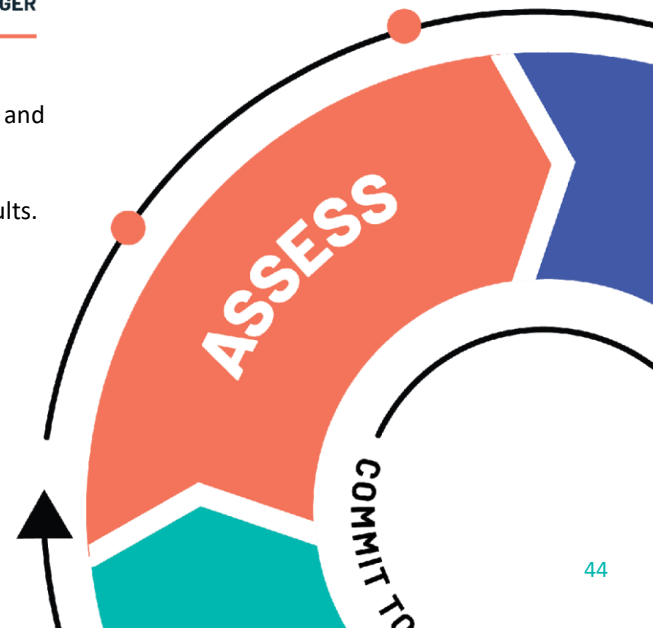 GER
and
ults.
ASSESS
COMMIT TO
44